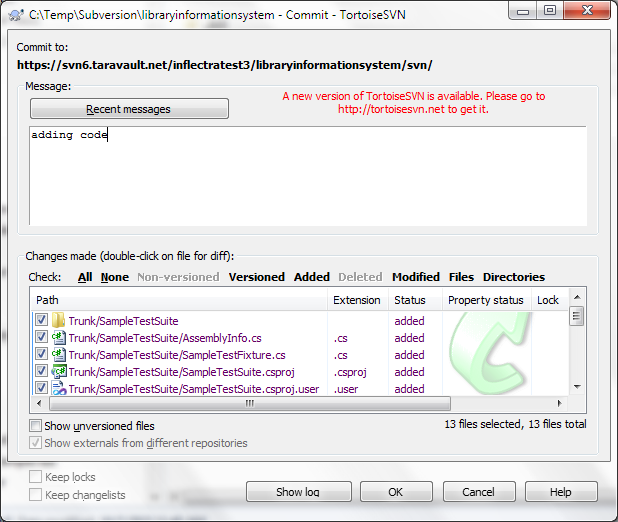 C:\Temp\Subversion\libraryinformationsystem - Commit - TortoiseSVN
Commit to:
https://svn6.taravault.net/inflectratest3/libraryinformationsystem/svn/
Message:
Recent messages
A new version of TortoiseSVN is available. Please go to
http://tortoisesvn.net to get it.
adding code
Changes made (double-click on file for diff):
Check: All None Non-versioned Versioned Added Deleted Modified Files Directories
Path Extension Status Property status Lock
Trunk/SampleTestSuite added
Trunk/SampleTestSuite/AssemblyInfo.cs .cs added
Trunk/SampleTestSuite/SampleTestFixture.cs .cs added
Trunk/SampleTestSuite/SampleTestSuite.csproj .csproj added
Trunk/SampleTestSuite/SampleTestSuite.csproj.user .user added
Show unversioned files
13 files selected, 13 files total
Show externals from different repositories
Keep locks
Keep changelists
Show log
OK
Cancel
Help